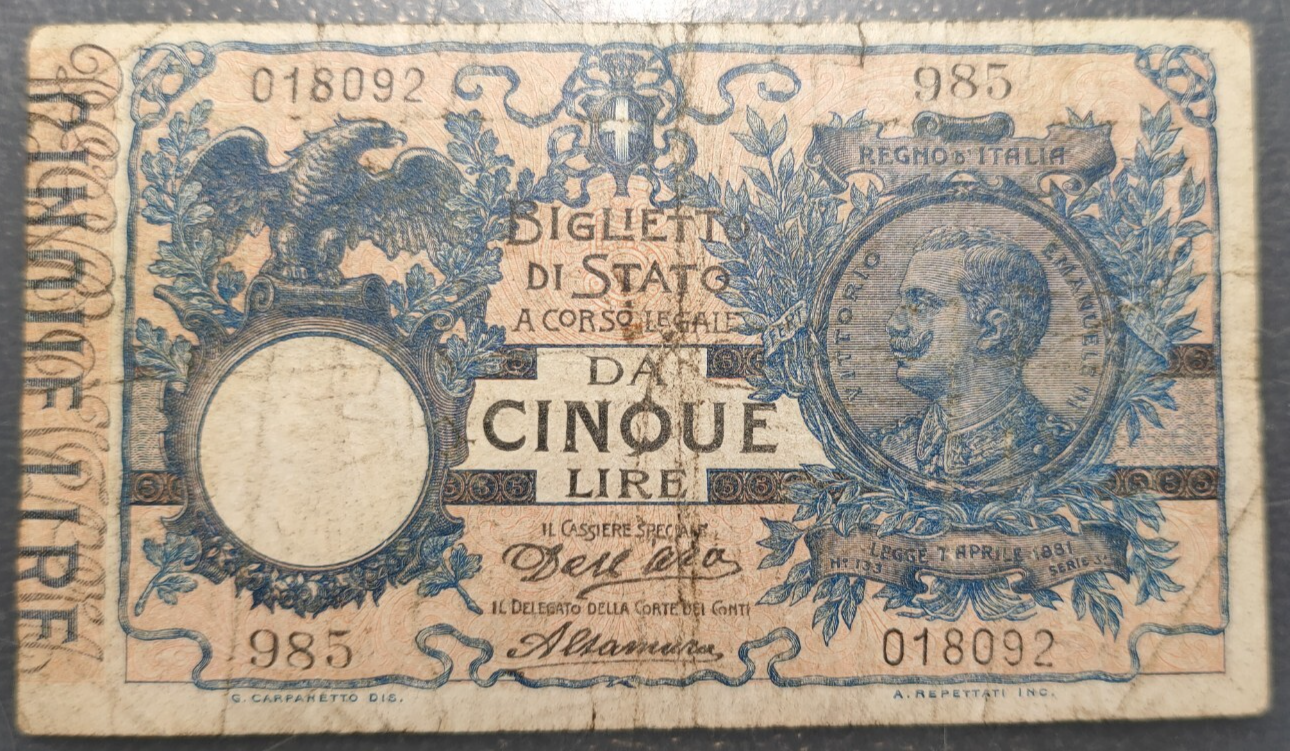 018092
985
REGNO D'ITALIA
BIGLIETTO
DI STATO
A CORSO LEGALE
VITTORIO EMANUELE III
FERT
DA
CINQUE
LIRE
IL CASSIERE SPECIALE
Dell'Ara
IL DELEGATO DELLA CORTE DEI CONTI
Altamura
LEGGE 7 APRILE 1881
Nº 133 SERIE 3ª
985
018092
G. CARPANETTO DIS.
A. REPETTATI INC.
CINQUE LIRE